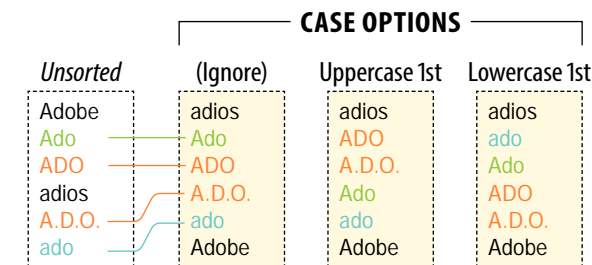 CASE OPTIONS
Unsorted (Ignore) Uppercase 1st Lowercase 1st
Adobe adios adios adios
Ado Ado ADO ado
ADO ADO A.D.O. Ado
adios A.D.O. Ado ADO
A.D.O. ado ado A.D.O.
ado Adobe Adobe Adobe